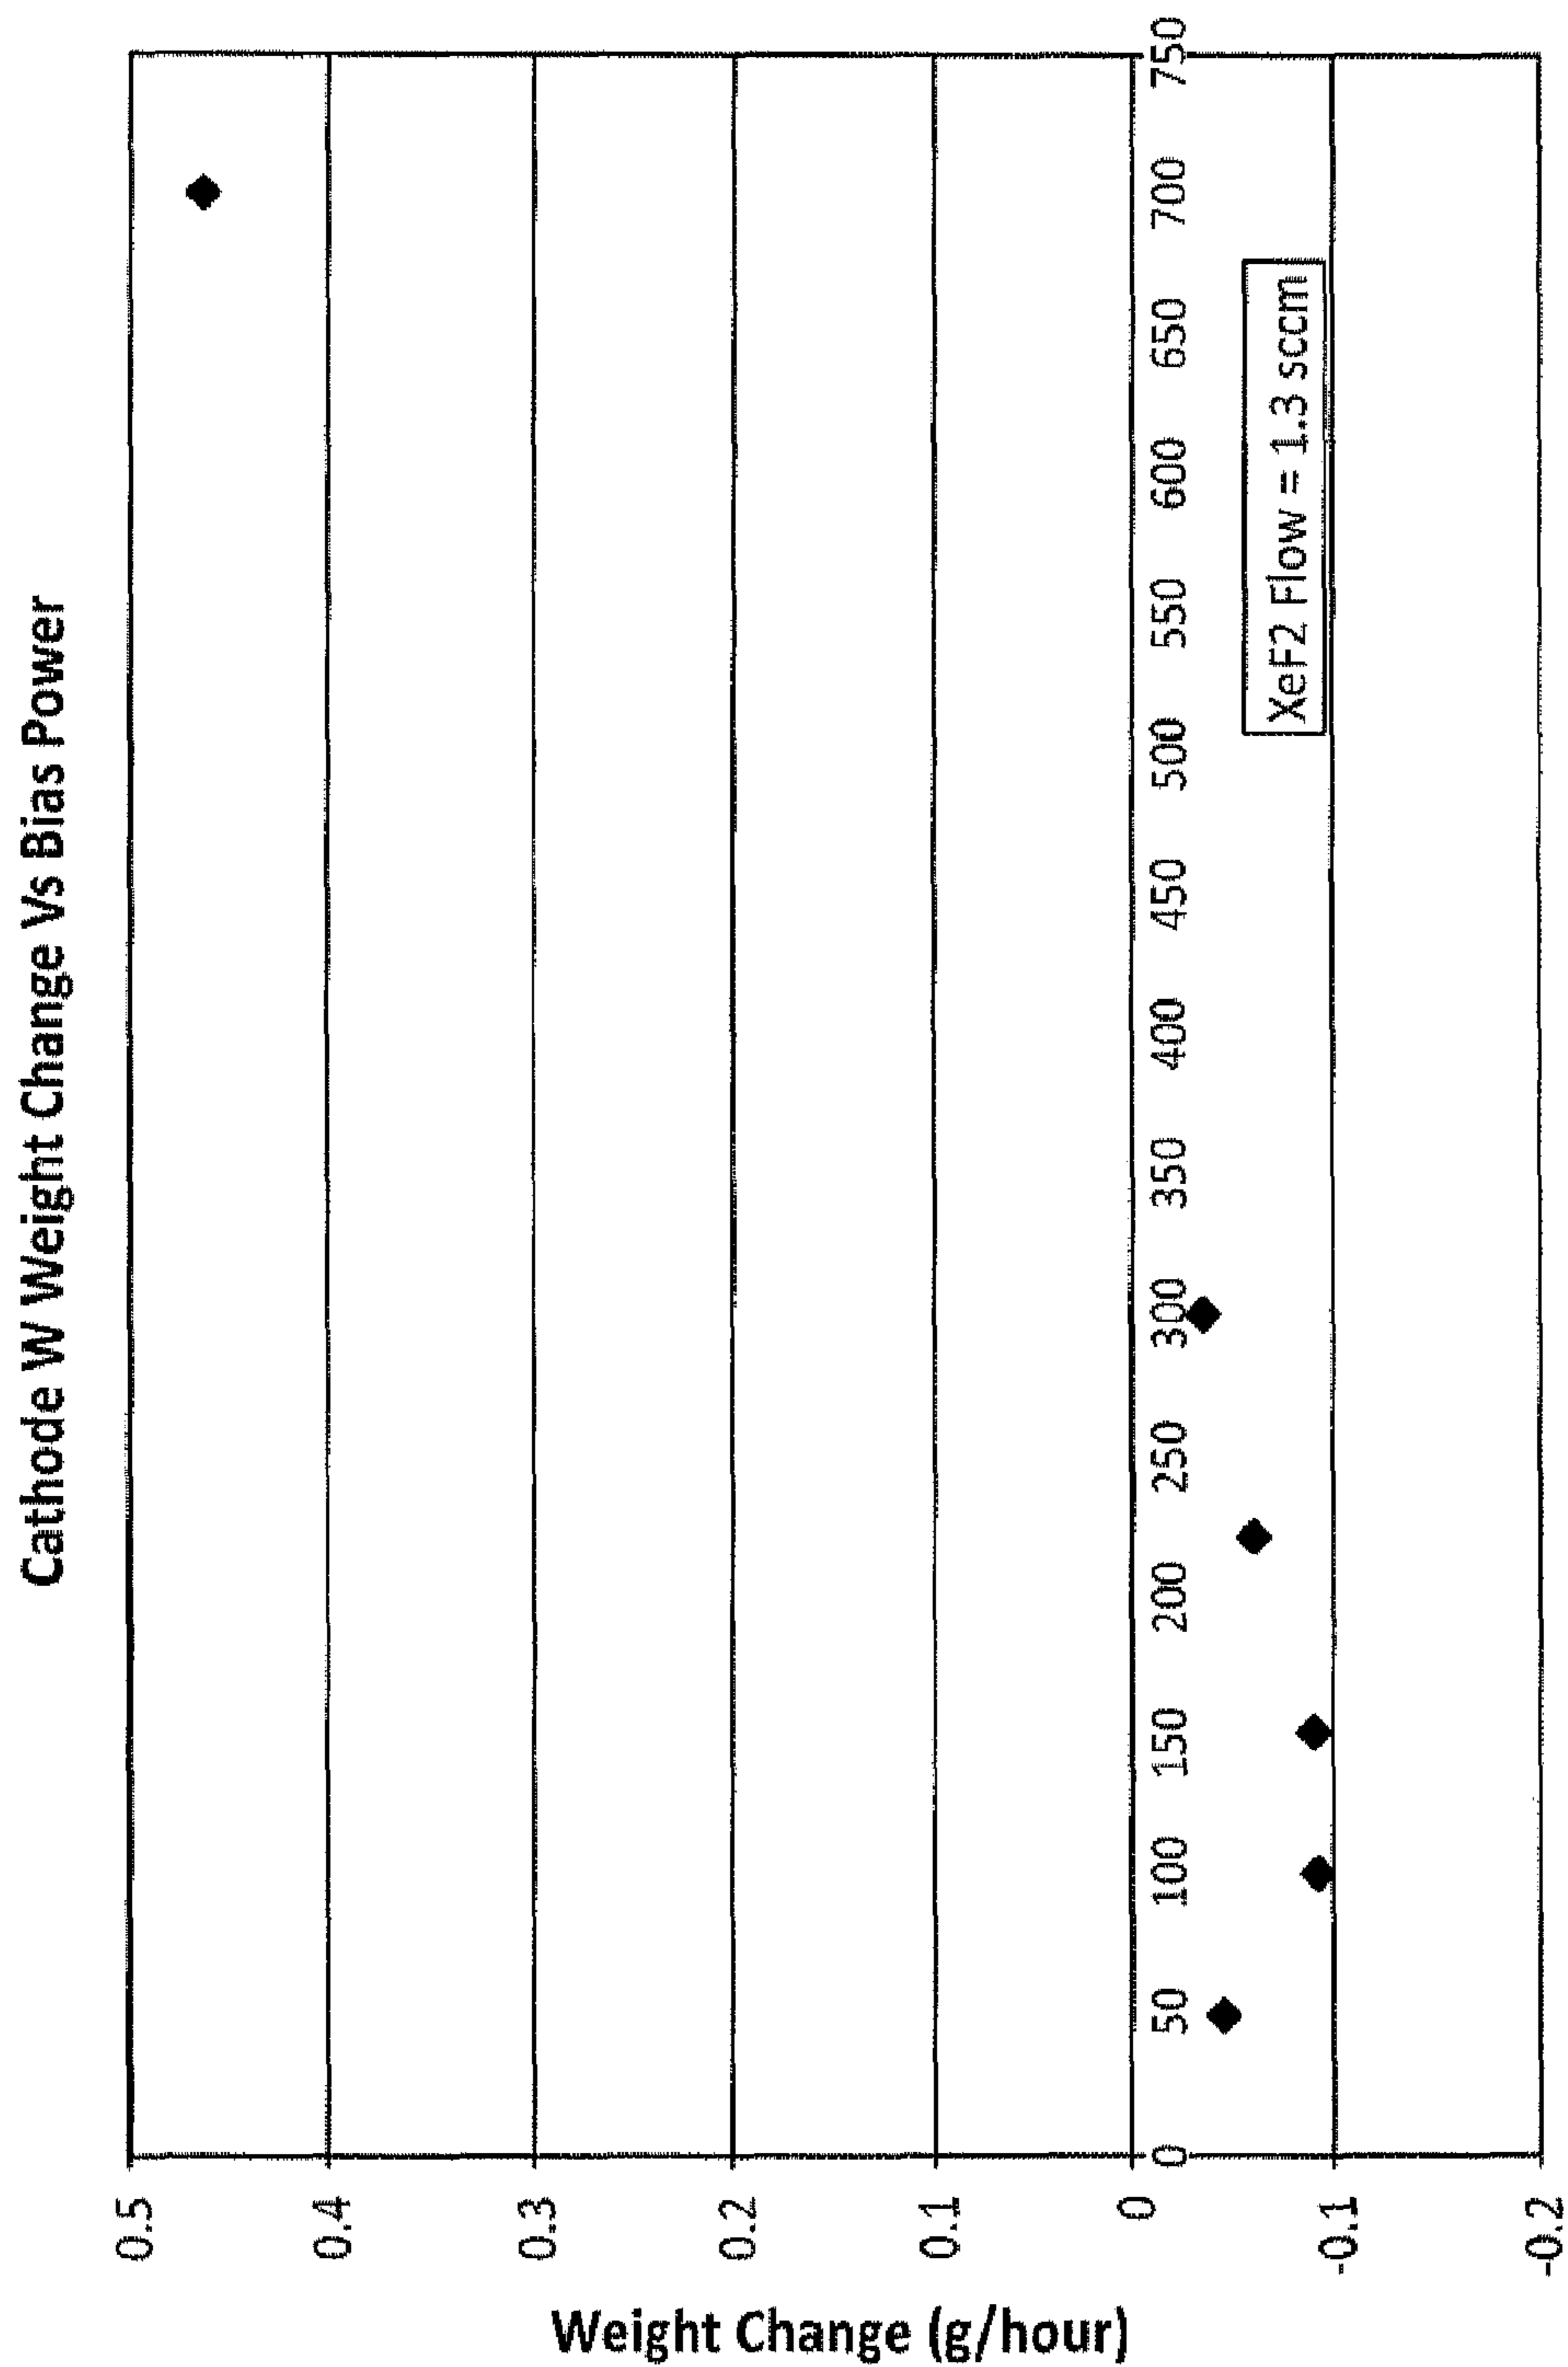 Cathode W Weight Change Vs Bias Power
0.5
0.4
0.3
0.2
0.1
0
-0.1
-0.2
Weight Change (g/hour)
0 50 100 150 200 250 300 350 400 450 500 550 600 650 700 750
XeF2 Flow = 1.3 sccm